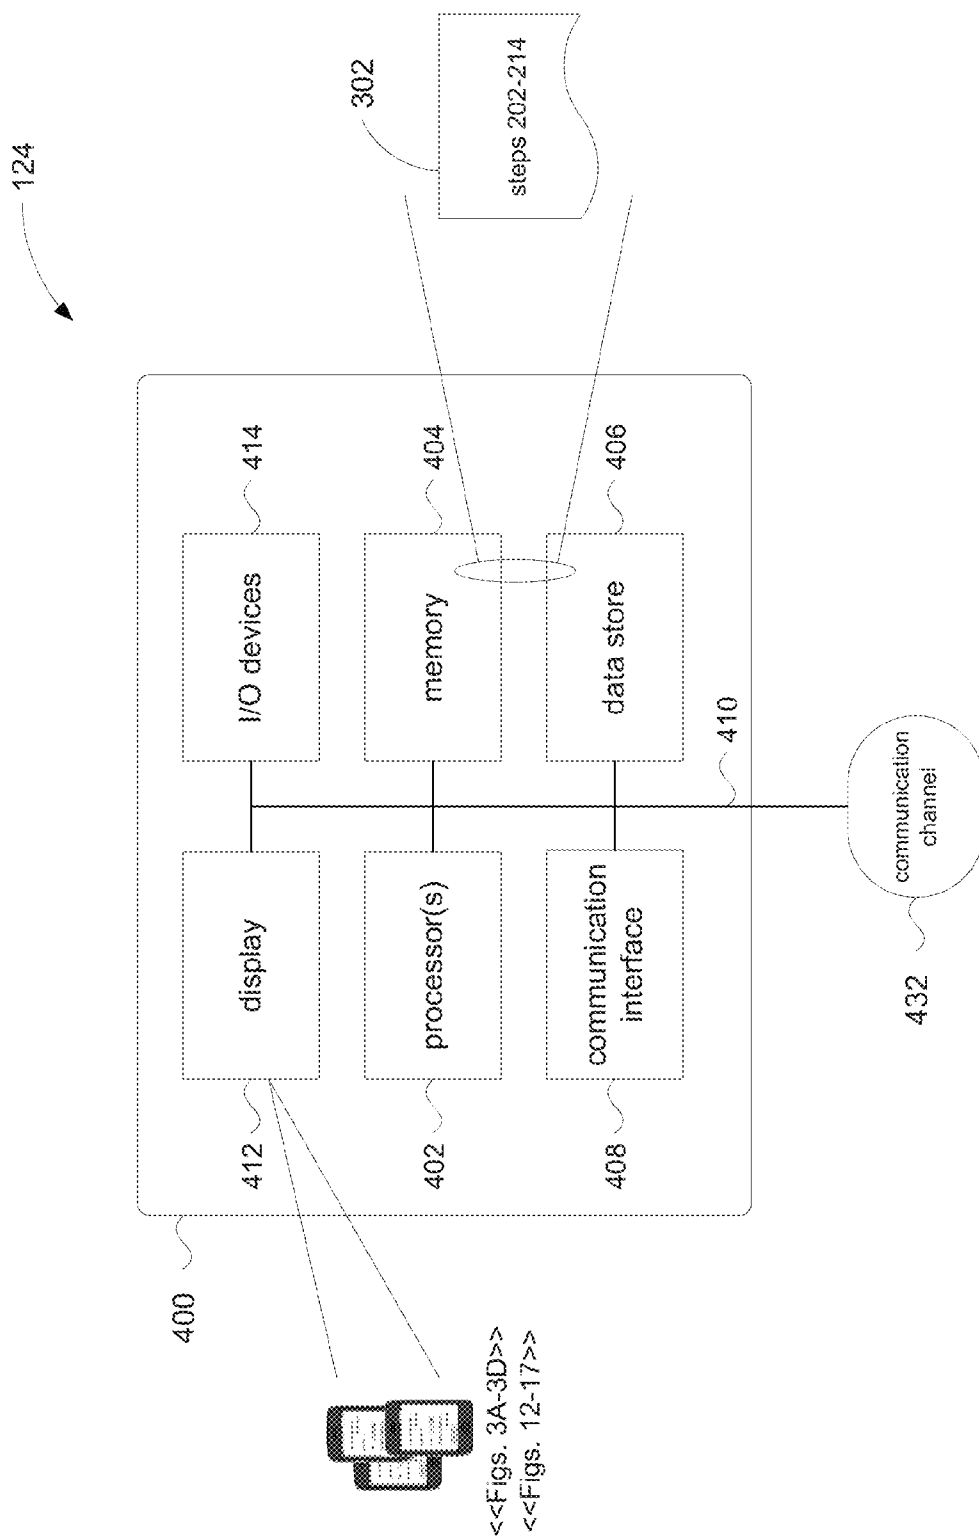 124
400
412
display
I/O devices
414
402
processor(s)
memory
404
408
communication
interface
data store
406
410
302
steps 202-214
<<Figs. 3A-3D>>
<<Figs. 12-17>>
432
communication
channel